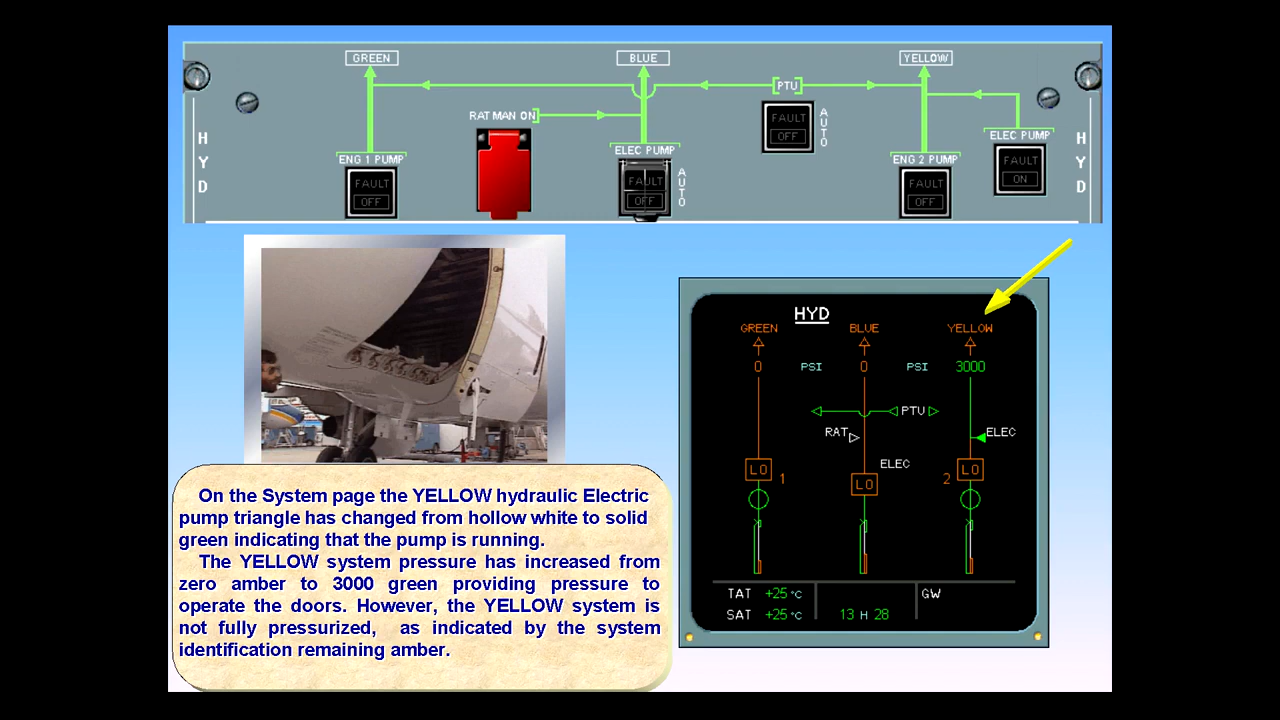 GREEN
BLUE
YELLOW
PTU
RAT MAN ON
FAULT
OFF
AUTO
ELEC PUMP
ELEC PUMP
ENG 1 PUMP
ENG 2 PUMP
HYD
HYD
FAULT
OFF
FAULT
OFF
AUTO
FAULT
OFF
FAULT
ON
HYD
GREEN BLUE YELLOW
0 PSI 0 PSI 3000
PTU
RAT ELEC
ELEC
LO 1 LO 2 LO
TAT +25 °C GW
SAT +25 °C 13 H 28
On the System page the YELLOW hydraulic Electric
pump triangle has changed from hollow white to solid
green indicating that the pump is running.
The YELLOW system pressure has increased from
zero amber to 3000 green providing pressure to
operate the doors. However, the YELLOW system is
not fully pressurized, as indicated by the system
identification remaining amber.